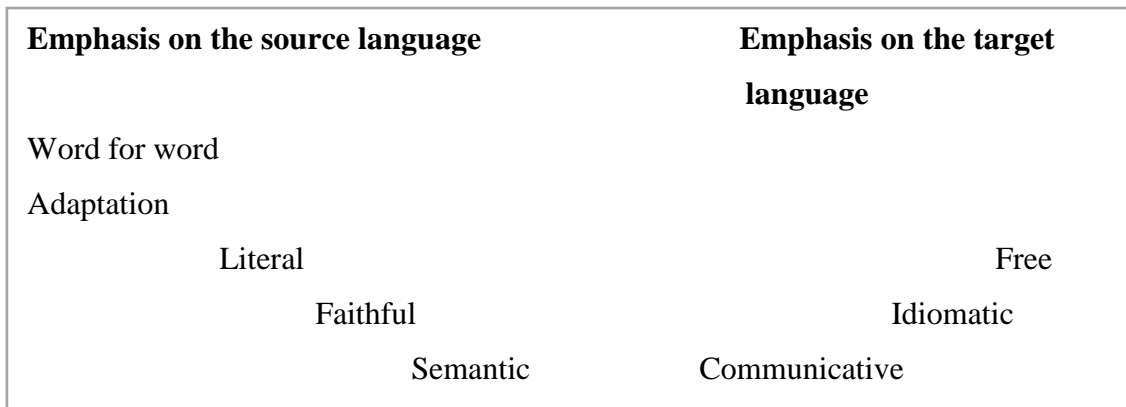 Emphasis on the source language Emphasis on the target
language
Word for word
Adaptation
Literal Free
Faithful Idiomatic
Semantic Communicative